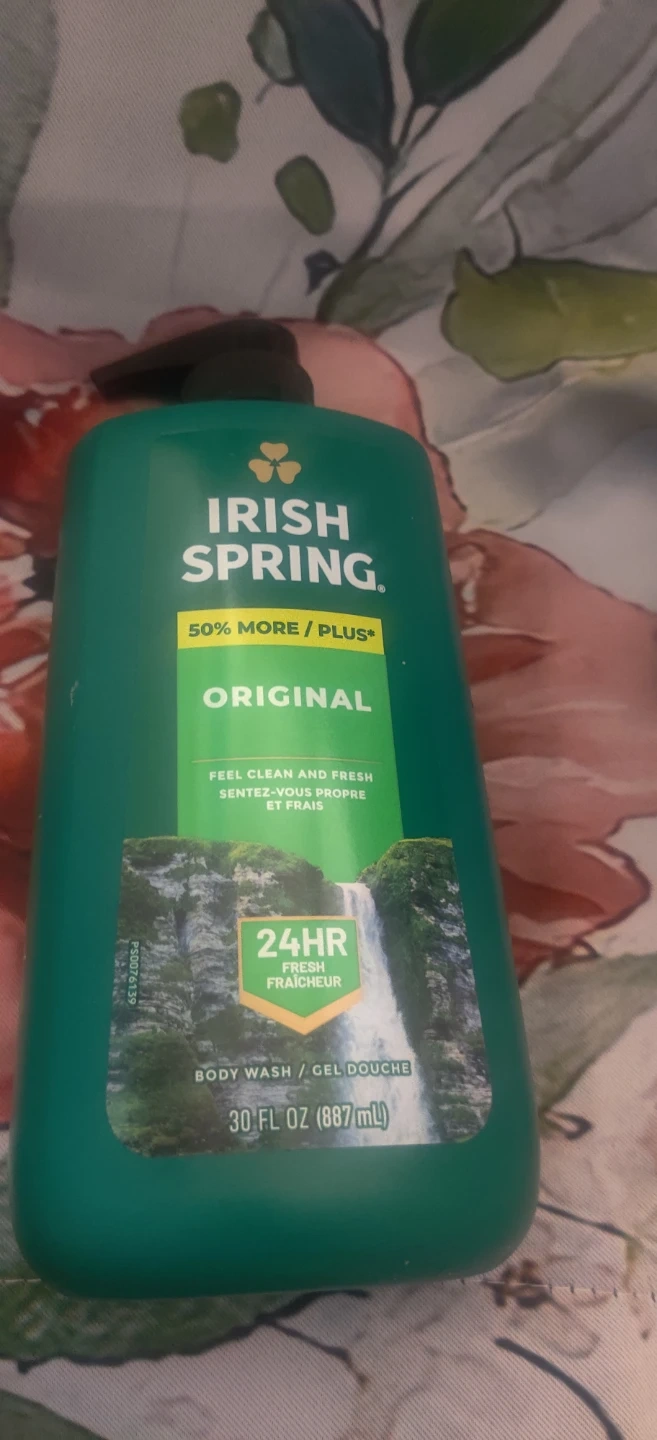 IRISH
SPRING®
50% MORE / PLUS*
ORIGINAL
FEEL CLEAN AND FRESH
SENTEZ-VOUS PROPRE
ET FRAIS
24HR
FRESH
FRAÎCHEUR
PS0076139
BODY WASH / GEL DOUCHE
30 FL OZ (887 mL)